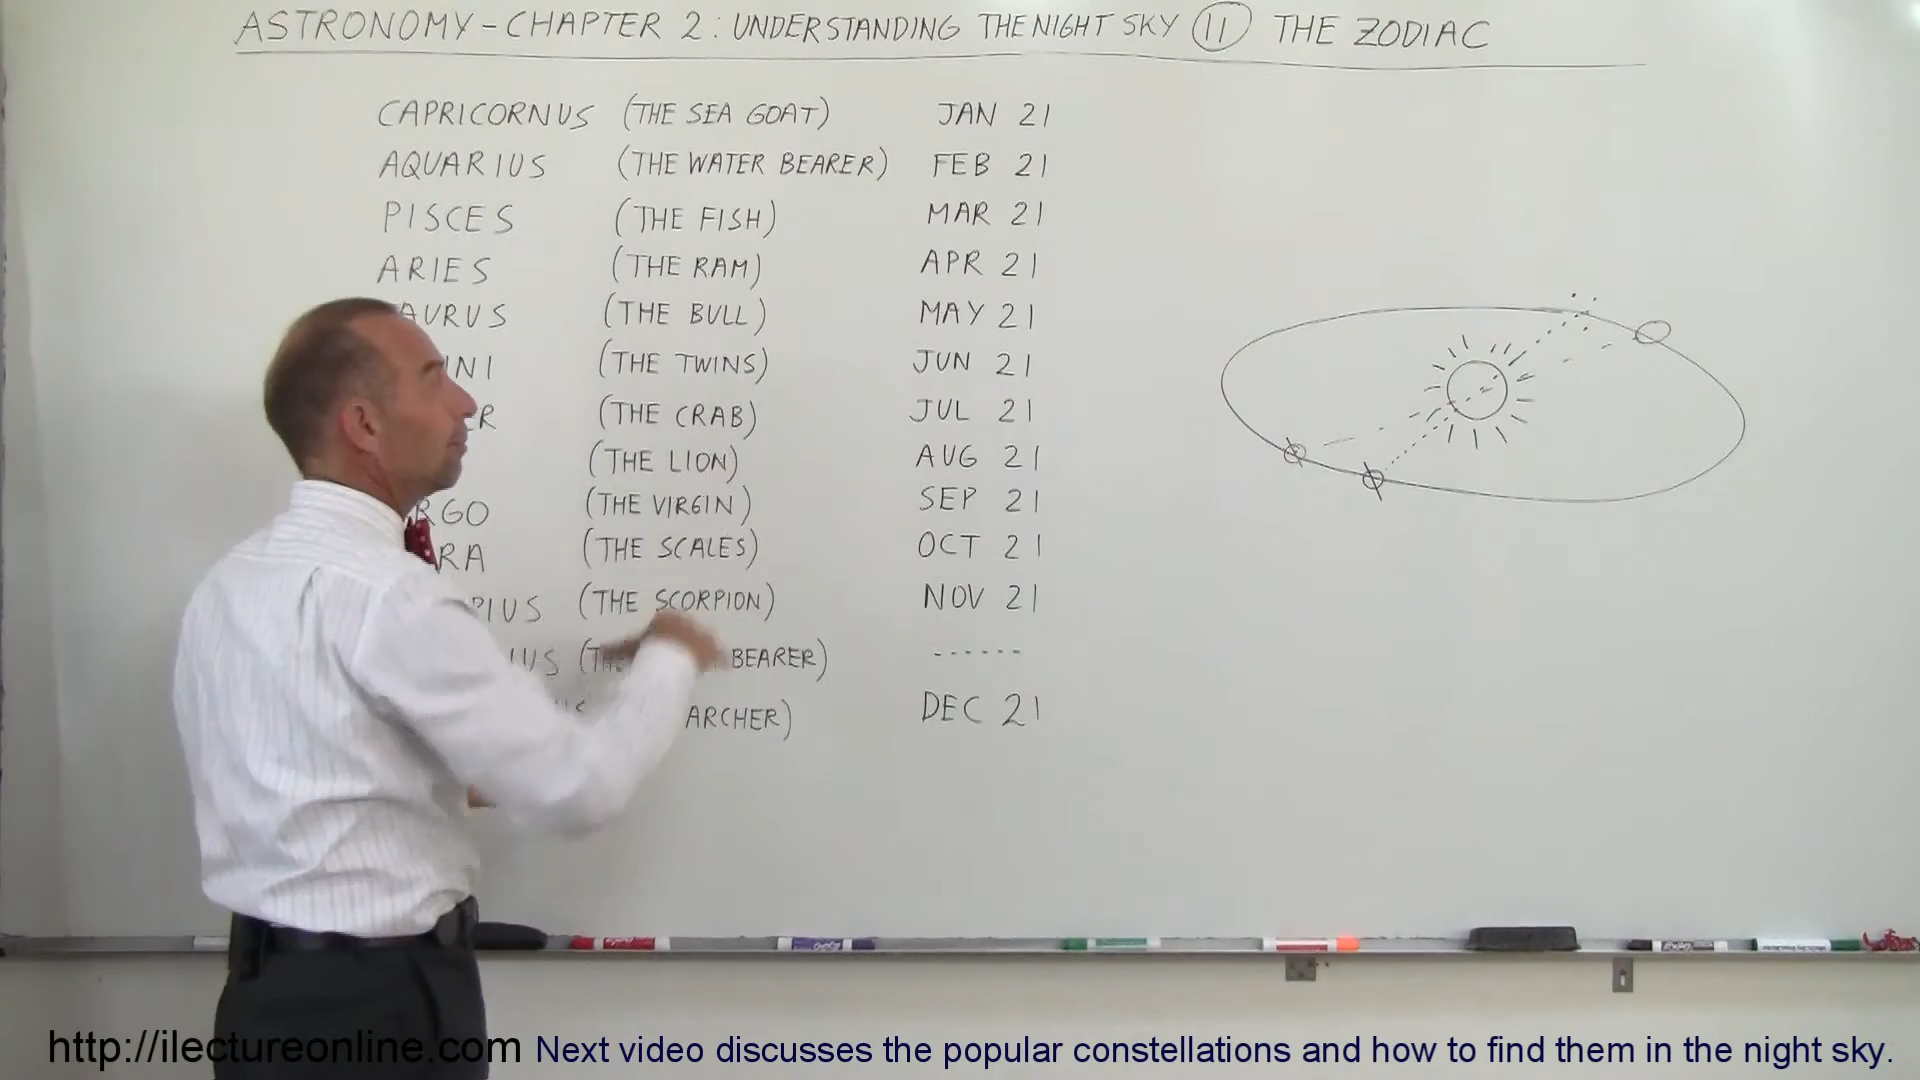 ASTRONOMY - CHAPTER 2: UNDERSTANDING THE NIGHT SKY 11 THE ZODIAC
CAPRICORNUS (THE SEA GOAT) JAN 21
AQUARIUS (THE WATER BEARER) FEB 21
PISCES (THE FISH) MAR 21
ARIES (THE RAM) APR 21
AURUS (THE BULL) MAY 21
INI (THE TWINS) JUN 21
ER (THE CRAB) JUL 21
(THE LION) AUG 21
RGO (THE VIRGIN) SEP 21
RA (THE SCALES) OCT 21
PIUS (THE SCORPION) NOV 21
IUS BEARER) ------
ARCHER) DEC 21
http://ilectureonline.com Next video discusses the popular constellations and how to find them in the night sky.